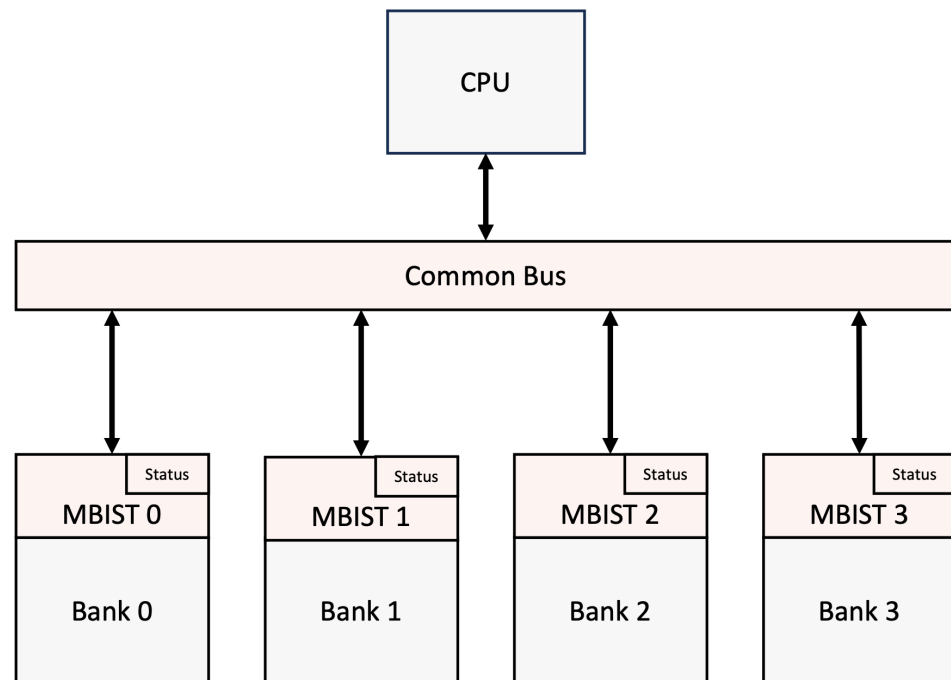 CPU
Common Bus
Status
MBIST 0
Bank 0
Status
MBIST 1
Bank 1
Status
MBIST 2
Bank 2
Status
MBIST 3
Bank 3